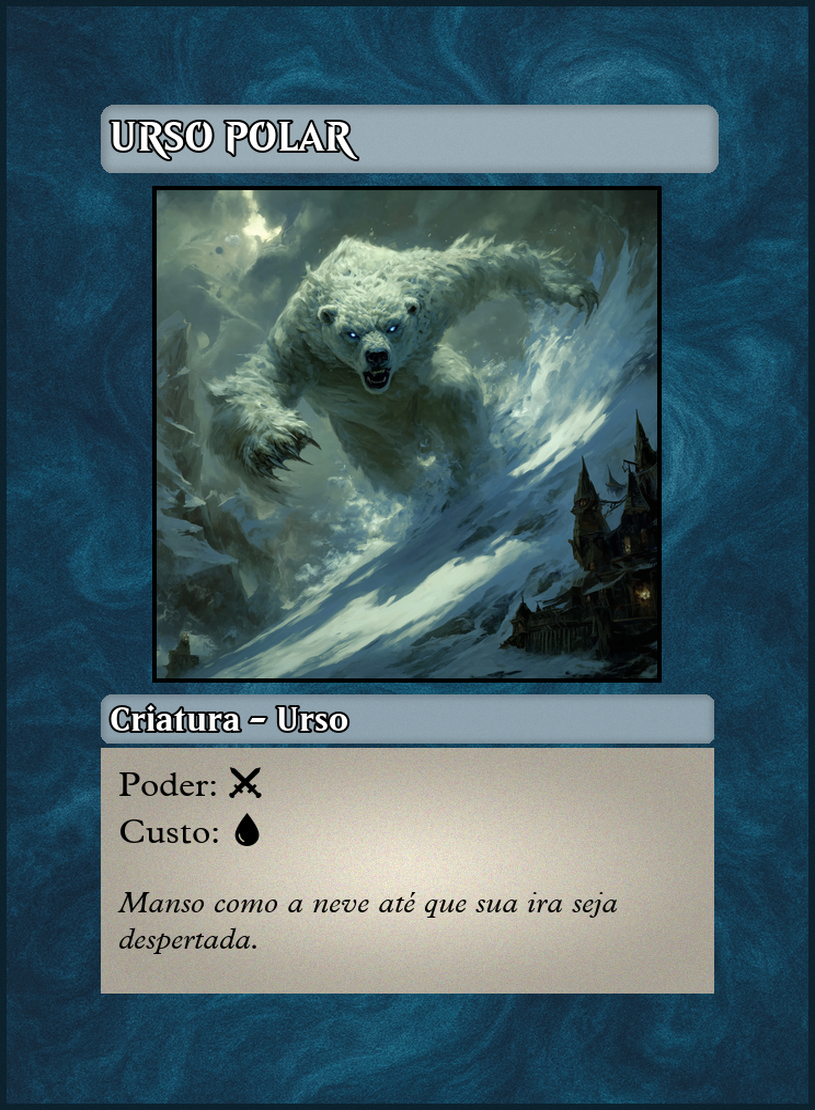 URSO POLAR
Criatura - Urso
Poder:
Custo:
Manso como a neve até que sua ira seja
despertada.